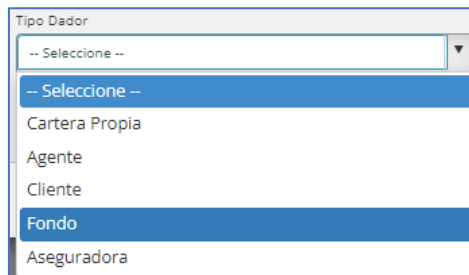 Tipo Dador
-- Seleccione --
-- Seleccione --
Cartera Propia
Agente
Cliente
Fondo
Aseguradora